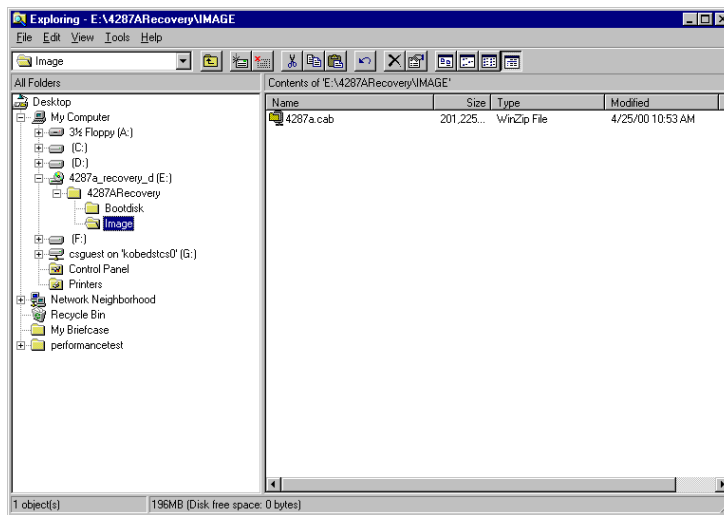 Exploring - E:\4287ARecovery\IMAGE
File Edit View Tools Help
Image
All Folders
Contents of 'E:\4287ARecovery\IMAGE'
Name Size Type Modified
4287a.cab 201,225... WinZip File 4/25/00 10:53 AM
Desktop
My Computer
3½ Floppy (A:)
(C:)
(D:)
4287a_recovery_d (E:)
4287ARecovery
Bootdisk
Image
(F:)
csguest on 'kobedstcs0' (G:)
Control Panel
Printers
Network Neighborhood
Recycle Bin
My Briefcase
performancetest
1 object(s) 196MB (Disk free space: 0 bytes)